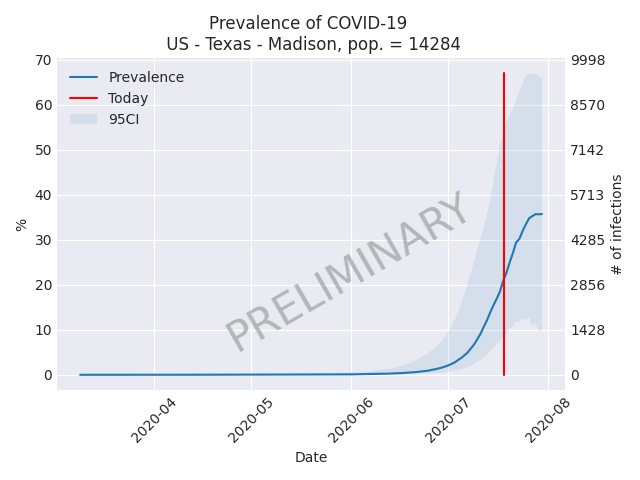 Prevalence of COVID-19
US - Texas - Madison, pop. = 14284
Prevalence
Today
95CI
PRELIMINARY
70
60
50
40
30
20
10
0
%
9998
8570
7142
5713
4285
2856
1428
0
# of infections
2020-04
2020-05
2020-06
2020-07
2020-08
Date